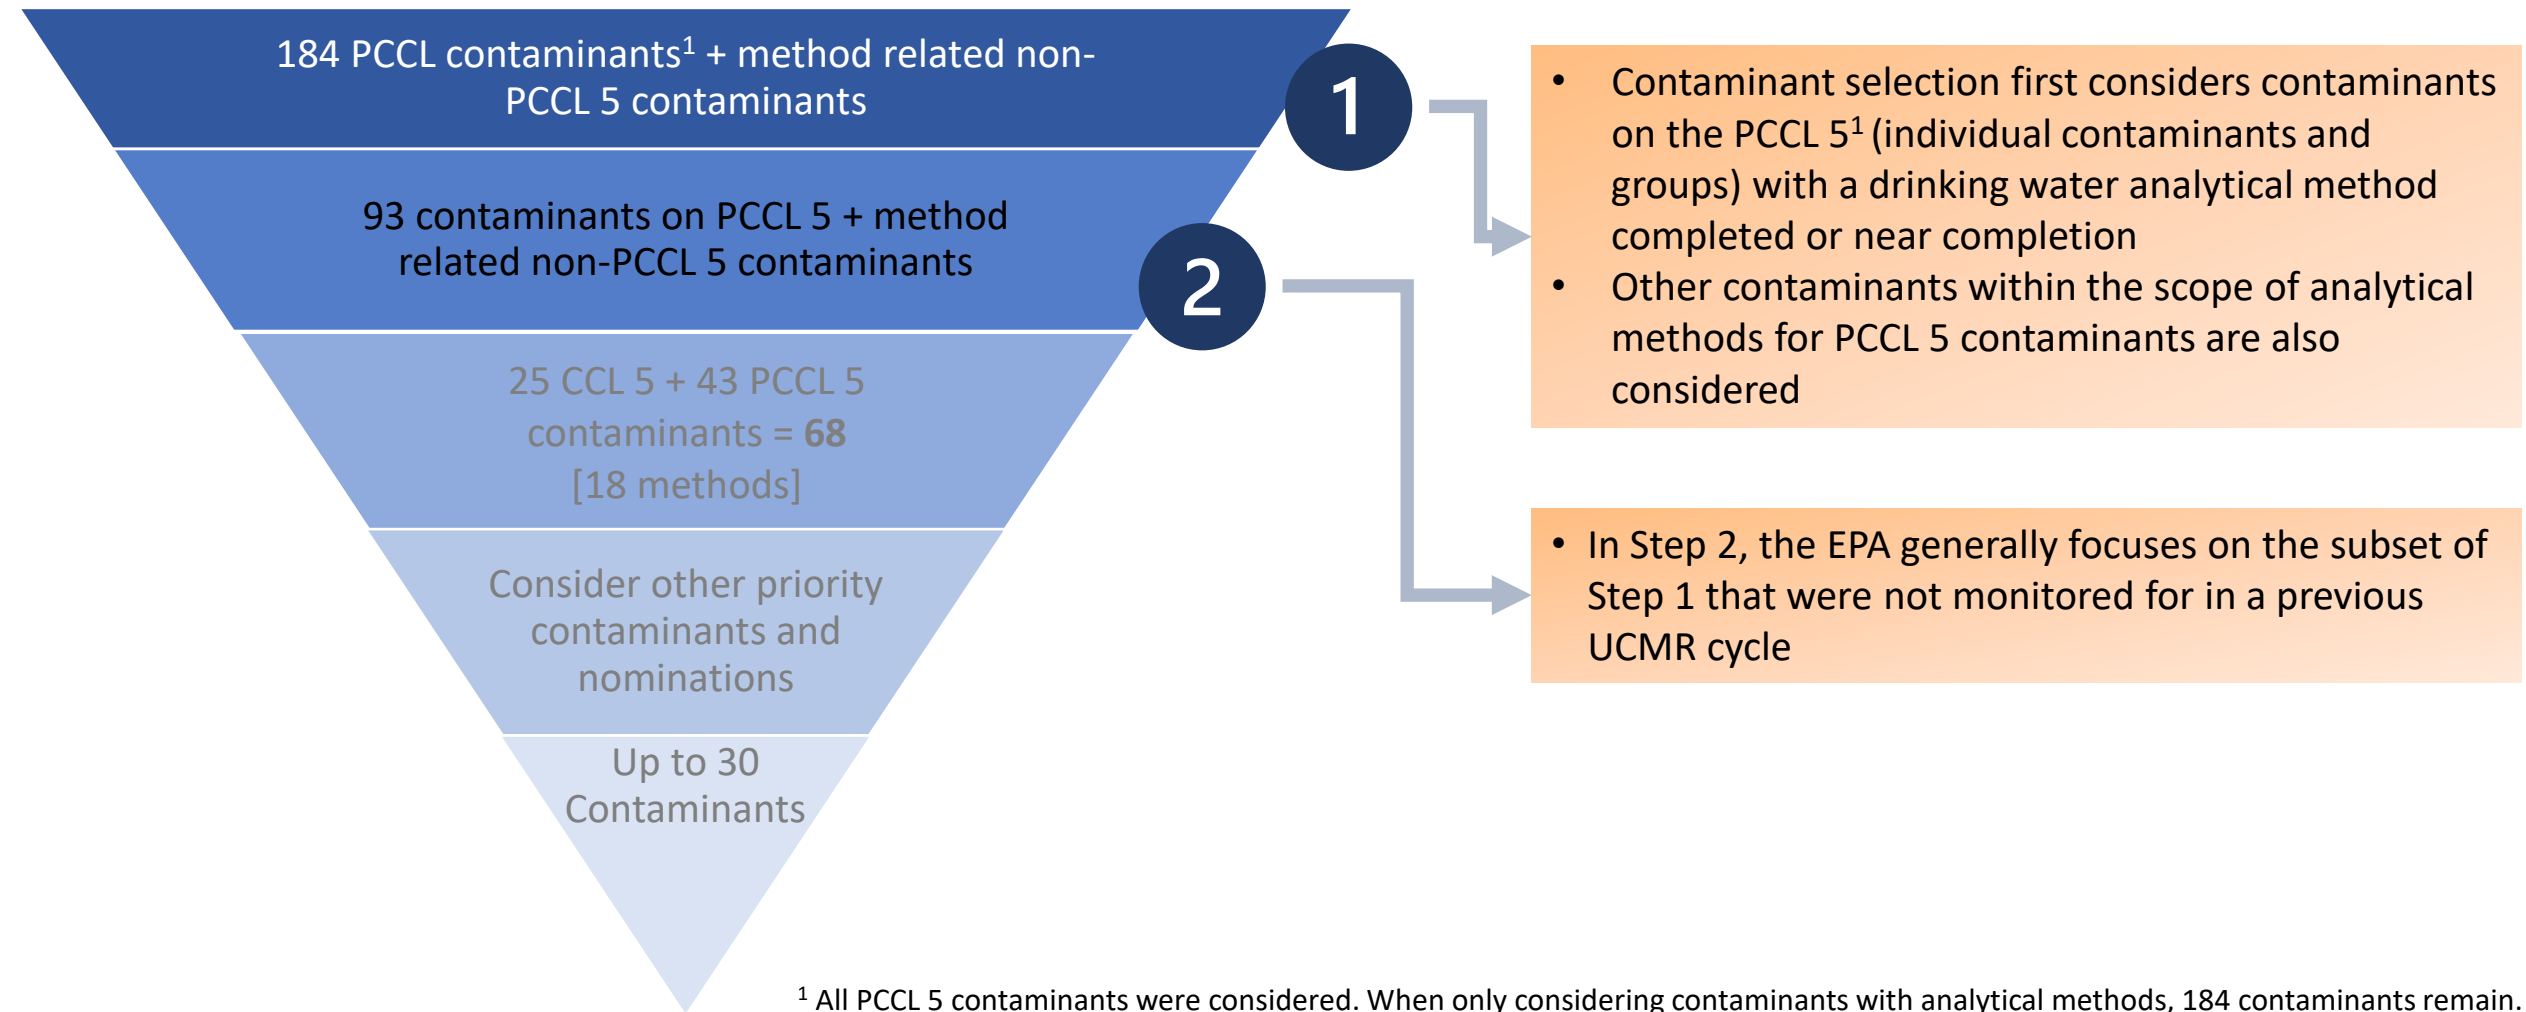 184 PCCL contaminants¹ + method related non-
PCCL 5 contaminants
93 contaminants on PCCL 5 + method
related non-PCCL 5 contaminants
25 CCL 5 + 43 PCCL 5
contaminants = 68
[18 methods]
Consider other priority
contaminants and
nominations
Up to 30
Contaminants
1
2
• Contaminant selection first considers contaminants
on the PCCL 5¹ (individual contaminants and
groups) with a drinking water analytical method
completed or near completion
• Other contaminants within the scope of analytical
methods for PCCL 5 contaminants are also
considered
• In Step 2, the EPA generally focuses on the subset of
Step 1 that were not monitored for in a previous
UCMR cycle
¹ All PCCL 5 contaminants were considered. When only considering contaminants with analytical methods, 184 contaminants remain.